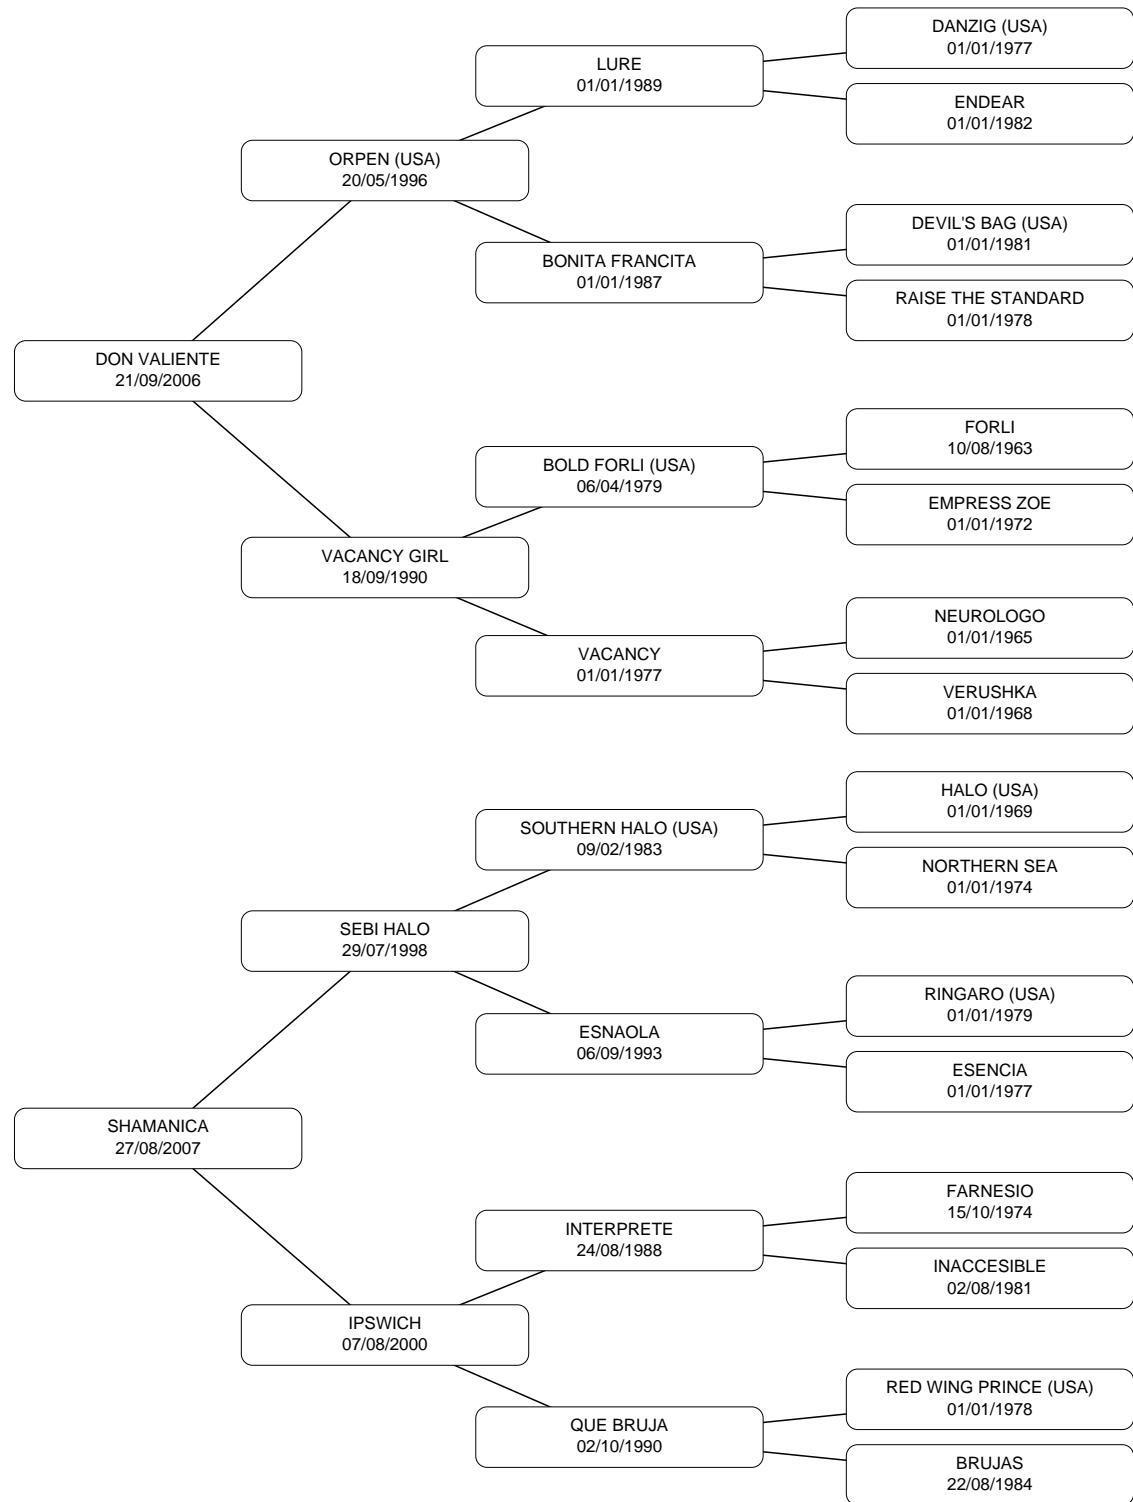 DANZIG (USA)
01/01/1977
LURE
01/01/1989
ENDEAR
01/01/1982
ORPEN (USA)
20/05/1996
DEVIL'S BAG (USA)
01/01/1981
BONITA FRANCITA
01/01/1987
RAISE THE STANDARD
01/01/1978
DON VALIENTE
21/09/2006
FORLI
10/08/1963
BOLD FORLI (USA)
06/04/1979
EMPRESS ZOE
01/01/1972
VACANCY GIRL
18/09/1990
NEUROLOGO
01/01/1965
VACANCY
01/01/1977
VERUSHKA
01/01/1968
HALO (USA)
01/01/1969
SOUTHERN HALO (USA)
09/02/1983
NORTHERN SEA
01/01/1974
SEBI HALO
29/07/1998
RINGARO (USA)
01/01/1979
ESNAOLA
06/09/1993
ESENCIA
01/01/1977
SHAMANICA
27/08/2007
FARNESIO
15/10/1974
INTERPRETE
24/08/1988
INACCESIBLE
02/08/1981
IPSWICH
07/08/2000
RED WING PRINCE (USA)
01/01/1978
QUE BRUJA
02/10/1990
BRUJAS
22/08/1984